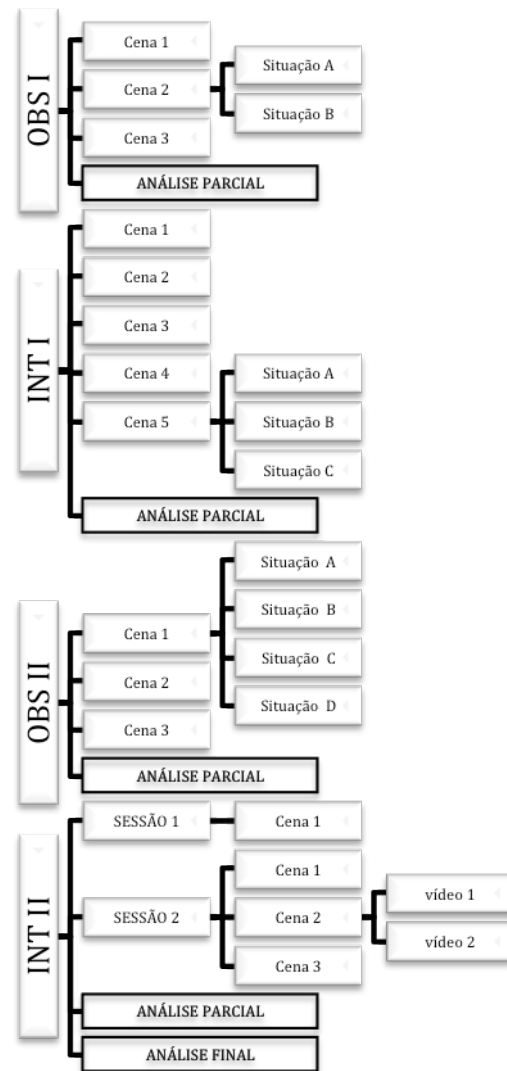 OBS I
Cena 1
Cena 2
Situação A
Situação B
Cena 3
ANÁLISE PARCIAL
INT I
Cena 1
Cena 2
Cena 3
Cena 4
Cena 5
Situação A
Situação B
Situação C
ANÁLISE PARCIAL
OBS II
Cena 1
Situação A
Situação B
Situação C
Situação D
Cena 2
Cena 3
ANÁLISE PARCIAL
INT II
SESSÃO 1
Cena 1
SESSÃO 2
Cena 1
Cena 2
vídeo 1
vídeo 2
Cena 3
ANÁLISE PARCIAL
ANÁLISE FINAL